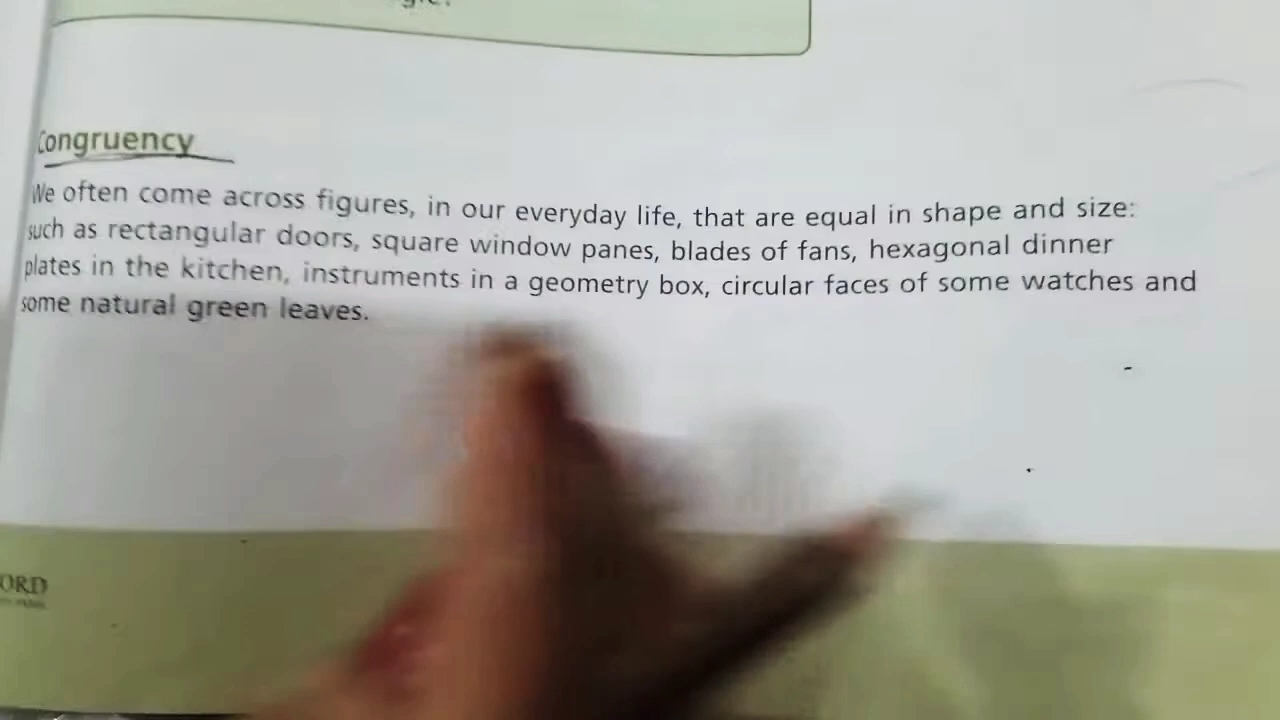 Congruency
We often come across figures, in our everyday life, that are equal in shape and size:
such as rectangular doors, square window panes, blades of fans, hexagonal dinner
plates in the kitchen, instruments in a geometry box, circular faces of some watches and
some natural green leaves.
ORD